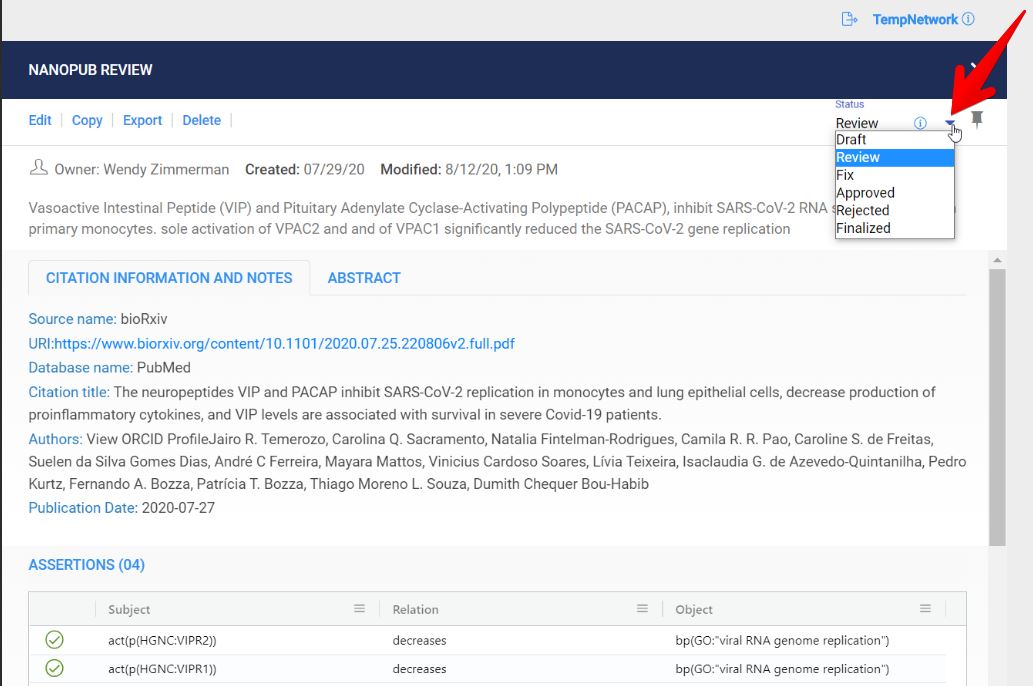 TempNetwork
NANOPUB REVIEW
Edit Copy Export Delete
Status
Review
Draft
Review
Fix
Approved
Rejected
Finalized
Owner: Wendy Zimmerman Created: 07/29/20 Modified: 8/12/20, 1:09 PM
Vasoactive Intestinal Peptide (VIP) and Pituitary Adenylate Cyclase-Activating Polypeptide (PACAP), inhibit SARS-CoV-2 RNA
primary monocytes. sole activation of VPAC2 and and of VPAC1 significantly reduced the SARS-CoV-2 gene replication
CITATION INFORMATION AND NOTES ABSTRACT
Source name: bioRxiv
URI:https://www.biorxiv.org/content/10.1101/2020.07.25.220806v2.full.pdf
Database name: PubMed
Citation title: The neuropeptides VIP and PACAP inhibit SARS-CoV-2 replication in monocytes and lung epithelial cells, decrease production of
proinflammatory cytokines, and VIP levels are associated with survival in severe Covid-19 patients.
Authors: View ORCID ProfileJairo R. Temerozo, Carolina Q. Sacramento, Natalia Fintelman-Rodrigues, Camila R. R. Pao, Caroline S. de Freitas,
Suelen da Silva Gomes Dias, André C Ferreira, Mayara Mattos, Vinicius Cardoso Soares, Lívia Teixeira, Isaclaudia G. de Azevedo-Quintanilha, Pedro
Kurtz, Fernando A. Bozza, Patrícia T. Bozza, Thiago Moreno L. Souza, Dumith Chequer Bou-Habib
Publication Date: 2020-07-27
ASSERTIONS (04)
Subject Relation Object
act(p(HGNC:VIPR2)) decreases bp(GO:"viral RNA genome replication")
act(p(HGNC:VIPR1)) decreases bp(GO:"viral RNA genome replication")